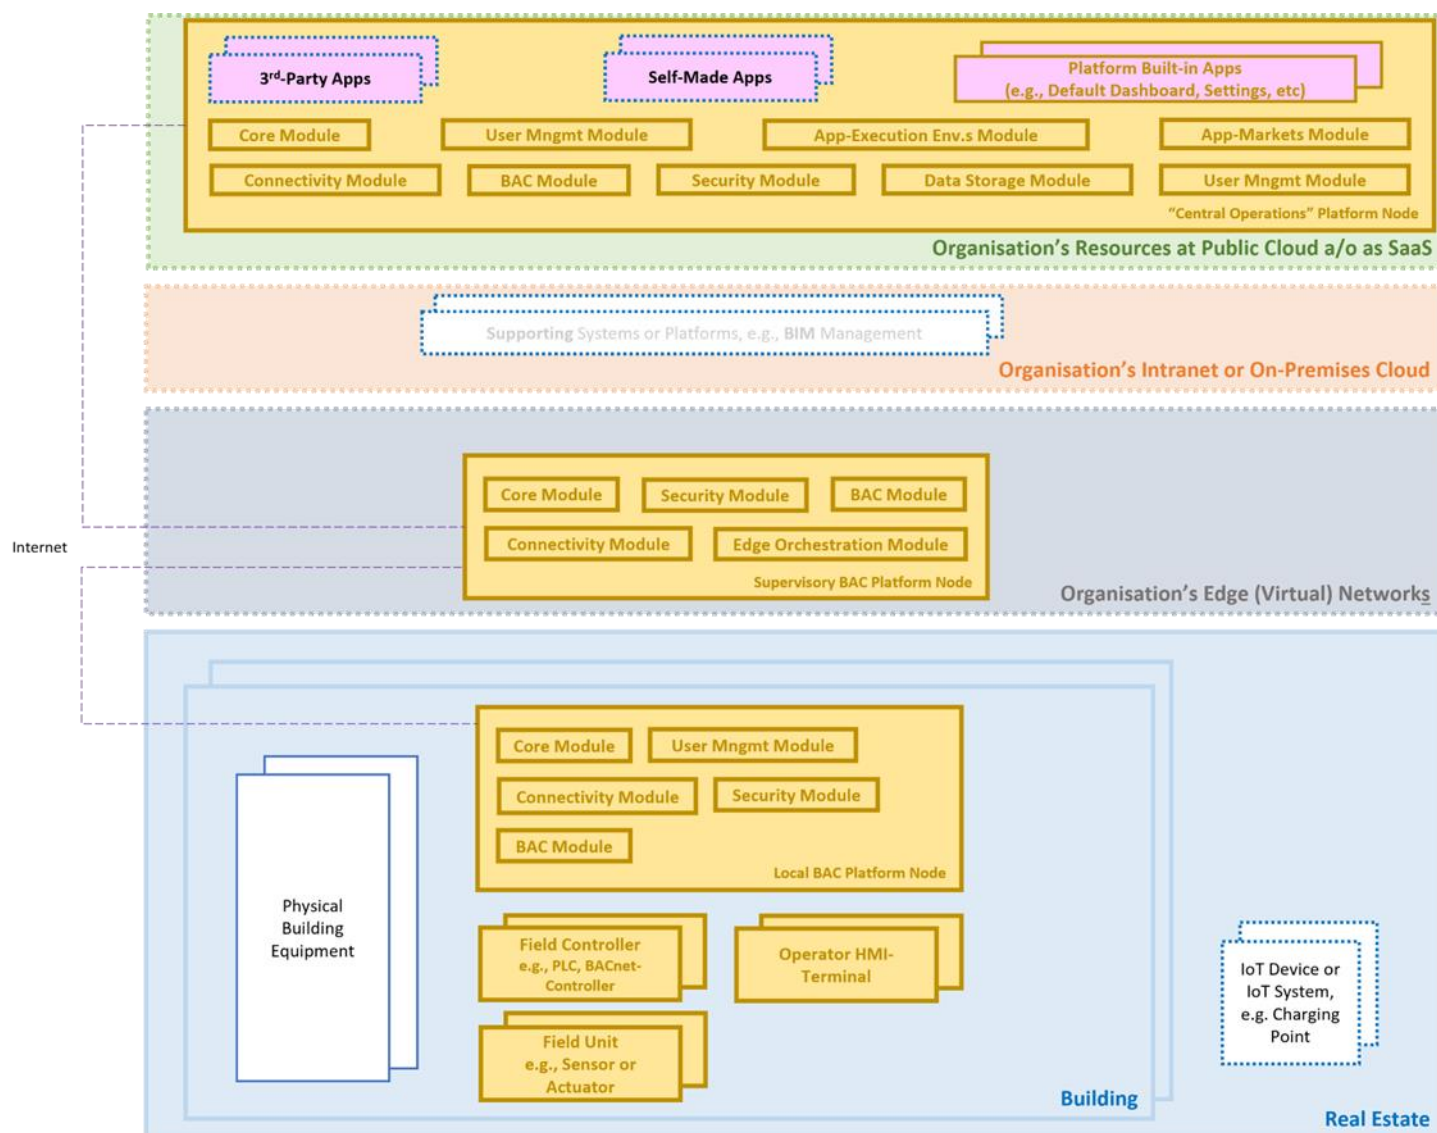 3rd-Party Apps
Self-Made Apps
Platform Built-in Apps
(e.g., Default Dashboard, Settings, etc)
Core Module
User Mngmt Module
App-Execution Env.s Module
App-Markets Module
Connectivity Module
BAC Module
Security Module
Data Storage Module
User Mngmt Module
“Central Operations” Platform Node
Organisation’s Resources at Public Cloud a/o as SaaS
Supporting Systems or Platforms, e.g., BIM Management
Organisation’s Intranet or On-Premises Cloud
Core Module
Security Module
BAC Module
Internet
Connectivity Module
Edge Orchestration Module
Supervisory BAC Platform Node
Organisation’s Edge (Virtual) Networks
Core Module
User Mngmt Module
Connectivity Module
Security Module
BAC Module
Local BAC Platform Node
Physical
Building
Equipment
Field Controller
e.g., PLC, BACnet-
Controller
Operator HMI-
Terminal
IoT Device or
IoT System,
e.g. Charging
Point
Field Unit
e.g., Sensor or
Actuator
Building
Real Estate